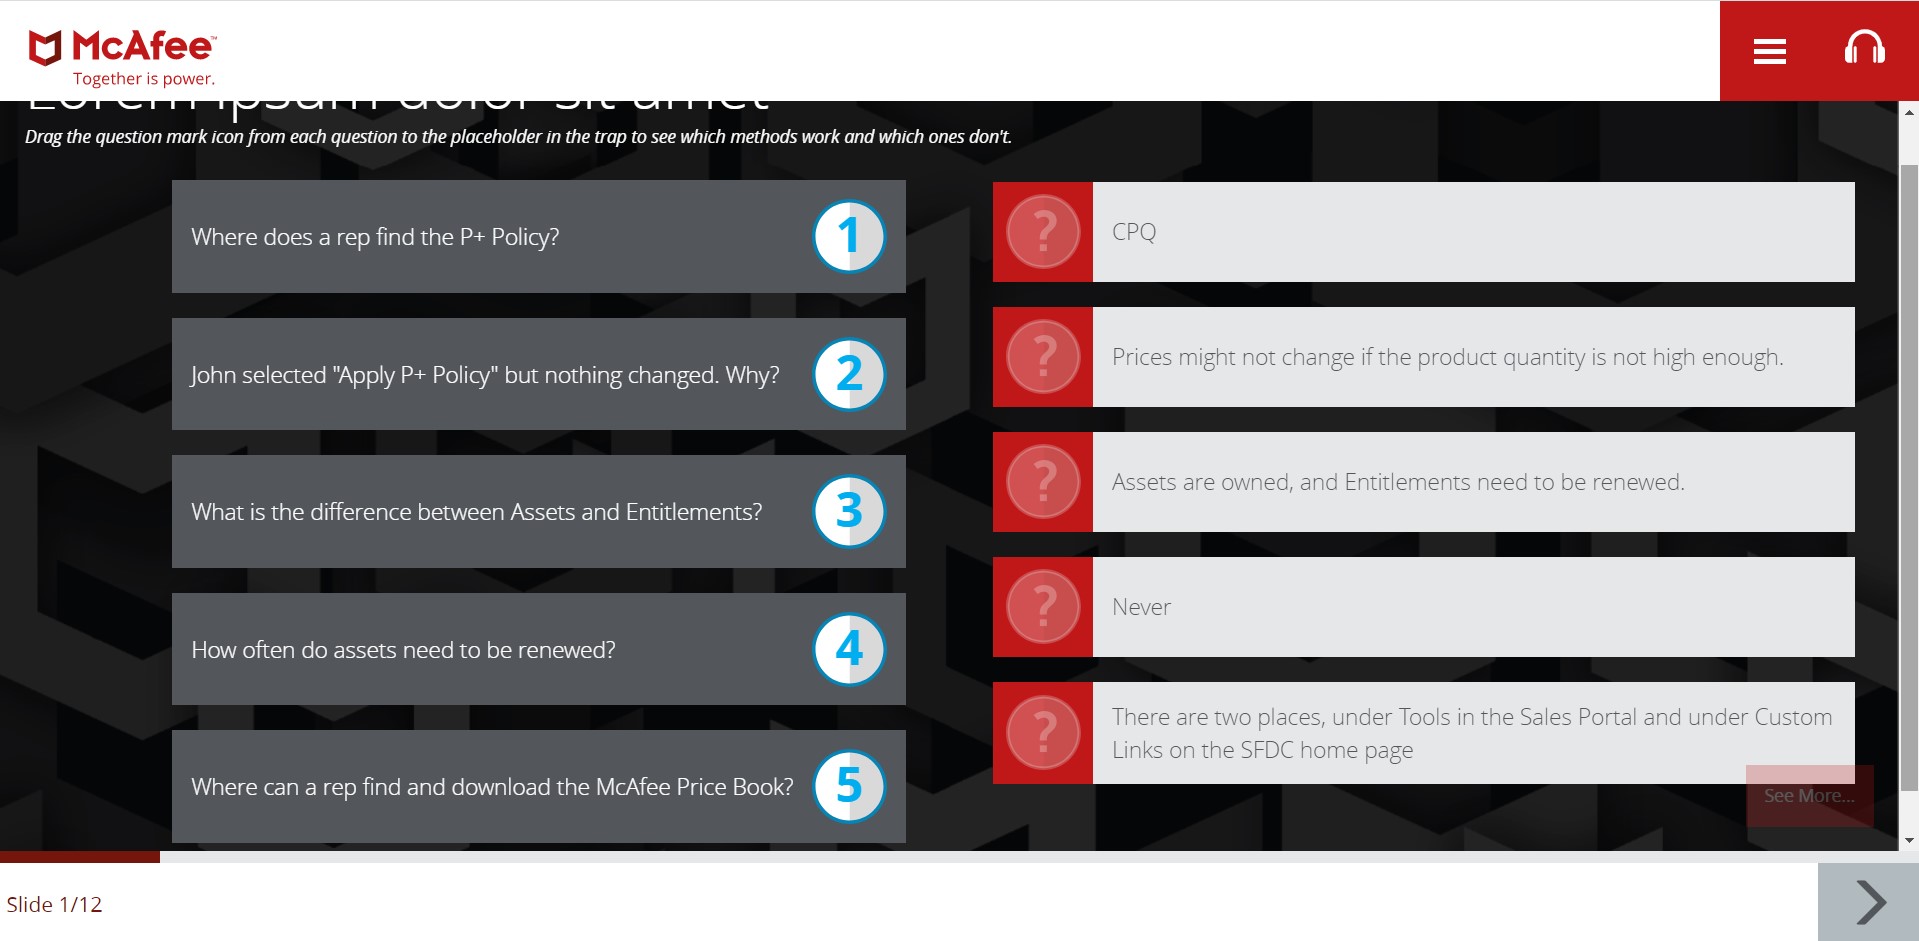 McAfee™
Together is power.
Lorem ipsum dolor sit amet
Drag the question mark icon from each question to the placeholder in the trap to see which methods work and which ones don't.
Where does a rep find the P+ Policy?
1
John selected "Apply P+ Policy" but nothing changed. Why?
2
What is the difference between Assets and Entitlements?
3
How often do assets need to be renewed?
4
Where can a rep find and download the McAfee Price Book?
5
?
CPQ
?
Prices might not change if the product quantity is not high enough.
?
Assets are owned, and Entitlements need to be renewed.
?
Never
?
There are two places, under Tools in the Sales Portal and under Custom
Links on the SFDC home page
See More...
Slide 1/12